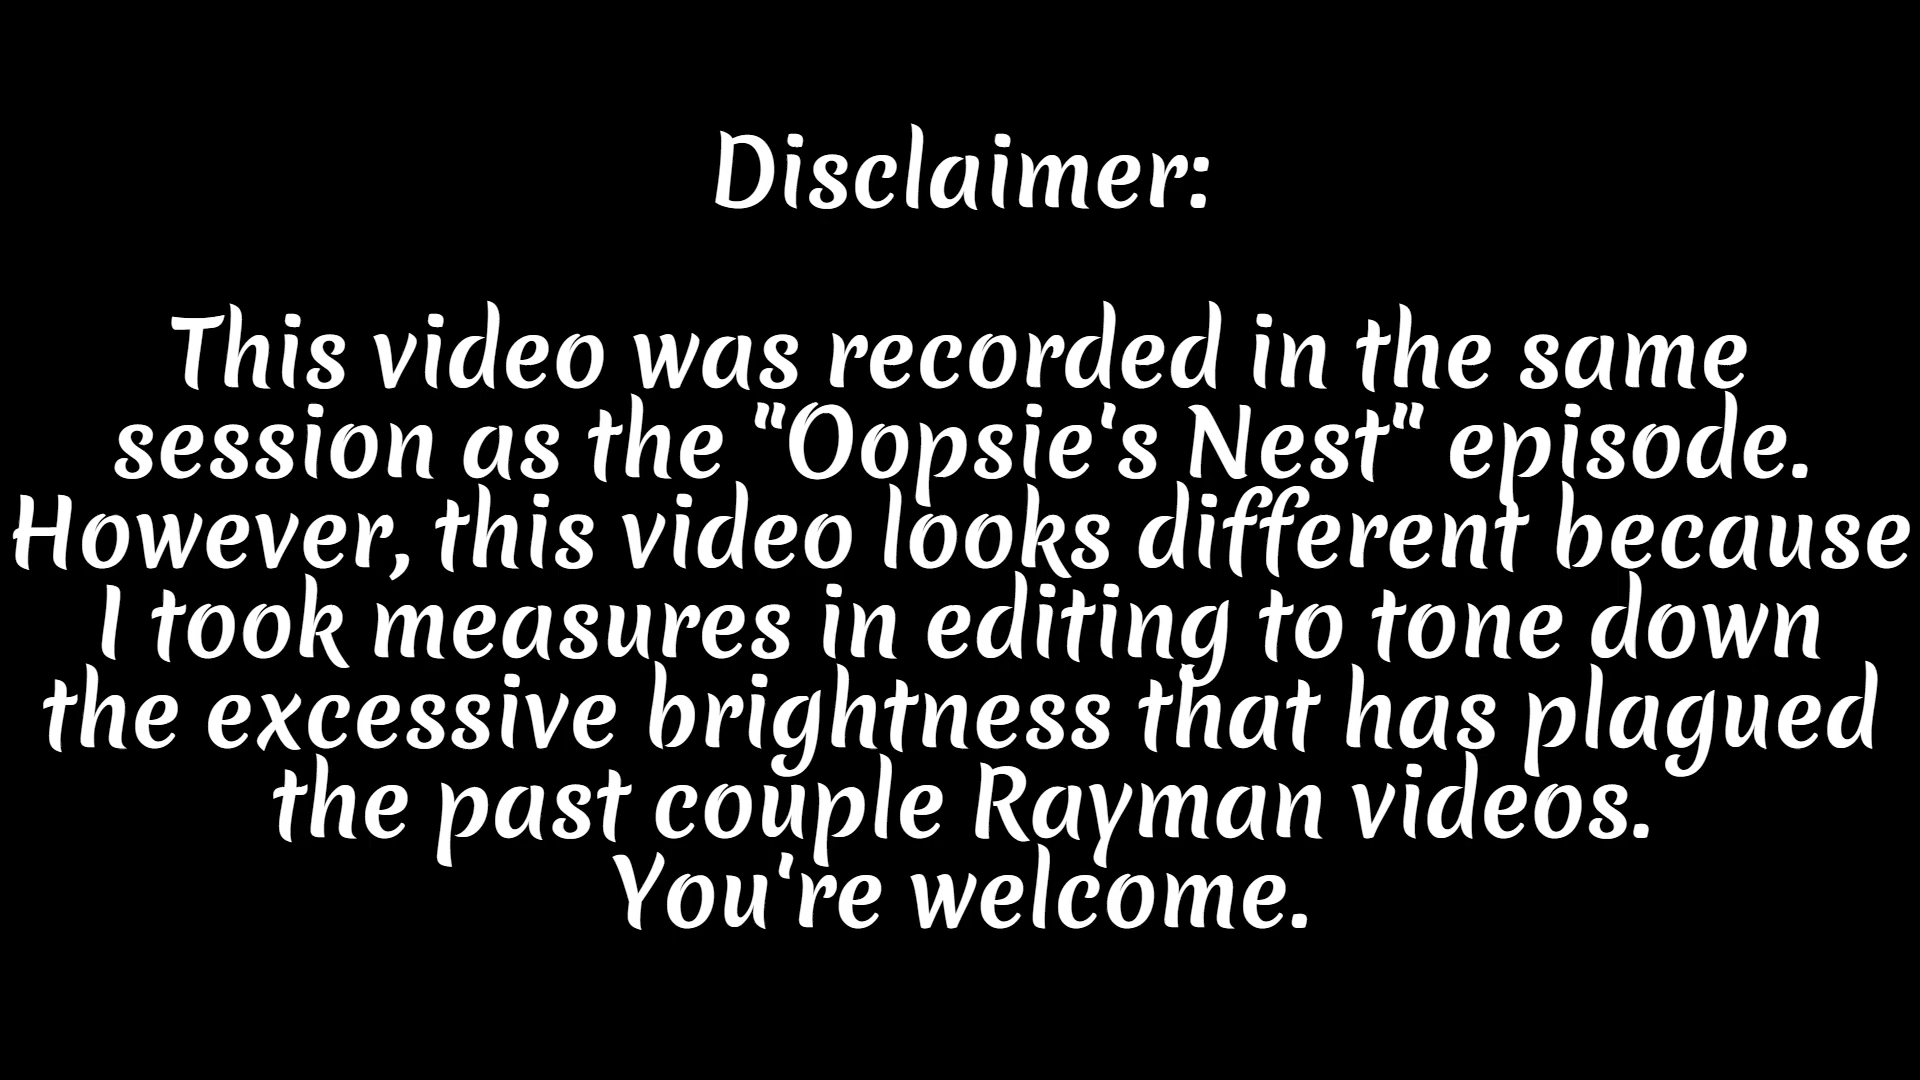 Disclaimer:
This video was recorded in the same
session as the "Oopsie's Nest" episode.
However, this video looks different because
I took measures in editing to tone down
the excessive brightness that has plagued
the past couple Rayman videos.
You're welcome.